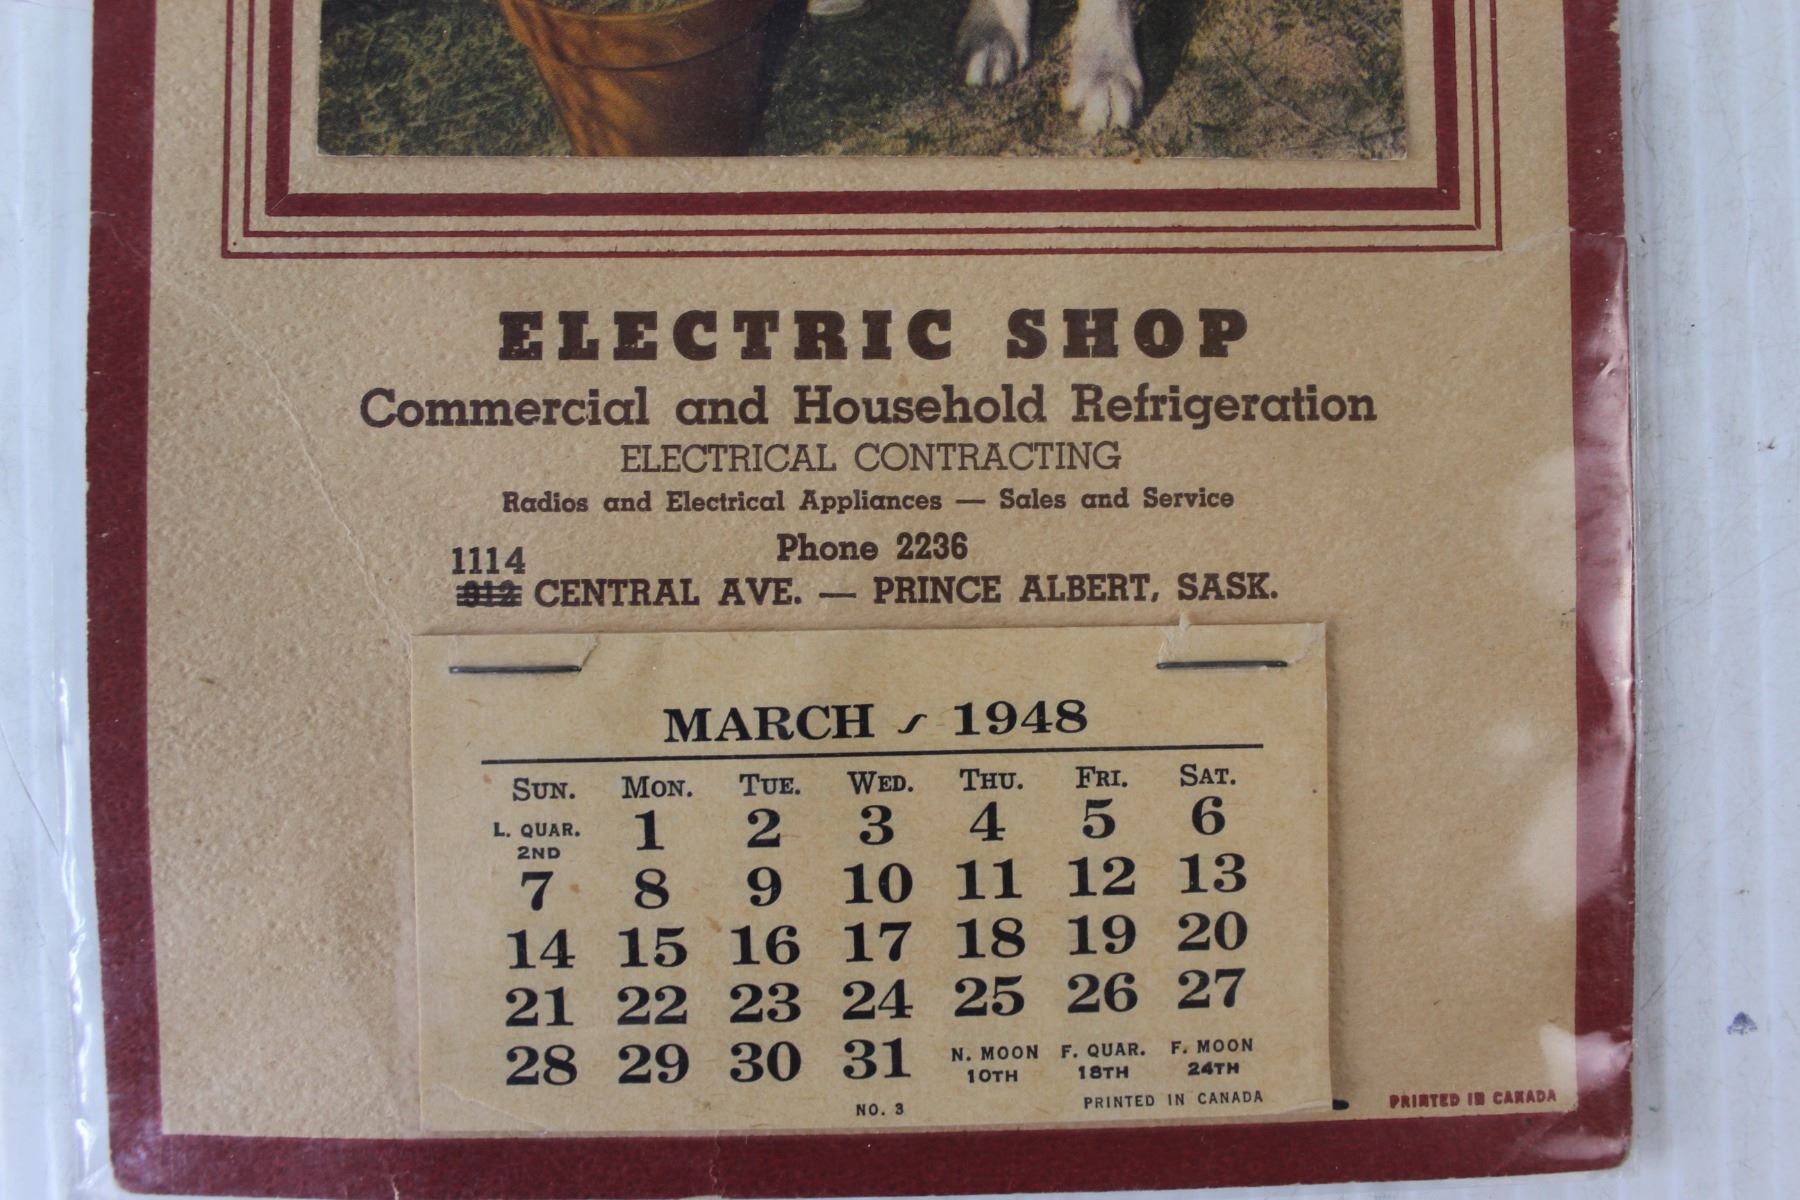 ELECTRIC SHOP
Commercial and Household Refrigeration
ELECTRICAL CONTRACTING
Radios and Electrical Appliances — Sales and Service
Phone 2236
1114
312 CENTRAL AVE. — PRINCE ALBERT, SASK.
MARCH 1948
SUN. MON. TUE. WED. THU. FRI. SAT.
L. QUAR. 2ND 1 2 3 4 5 6
7 8 9 10 11 12 13
14 15 16 17 18 19 20
21 22 23 24 25 26 27
28 29 30 31 N. MOON 10TH F. QUAR. 18TH F. MOON 24TH
NO. 3 PRINTED IN CANADA
PRINTED IN CANADA